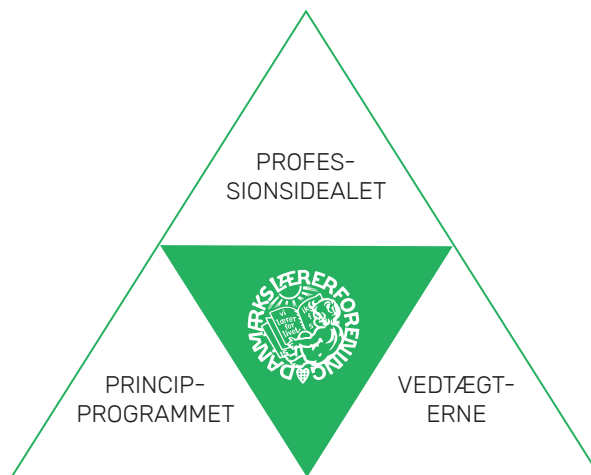 PROFES-
SIONSIDEALET
DANMARKS LÆRERFORENING
vi
lærer
for
livet
PRINCIP-
PROGRAMMET
VEDTÆGT-
ERNE